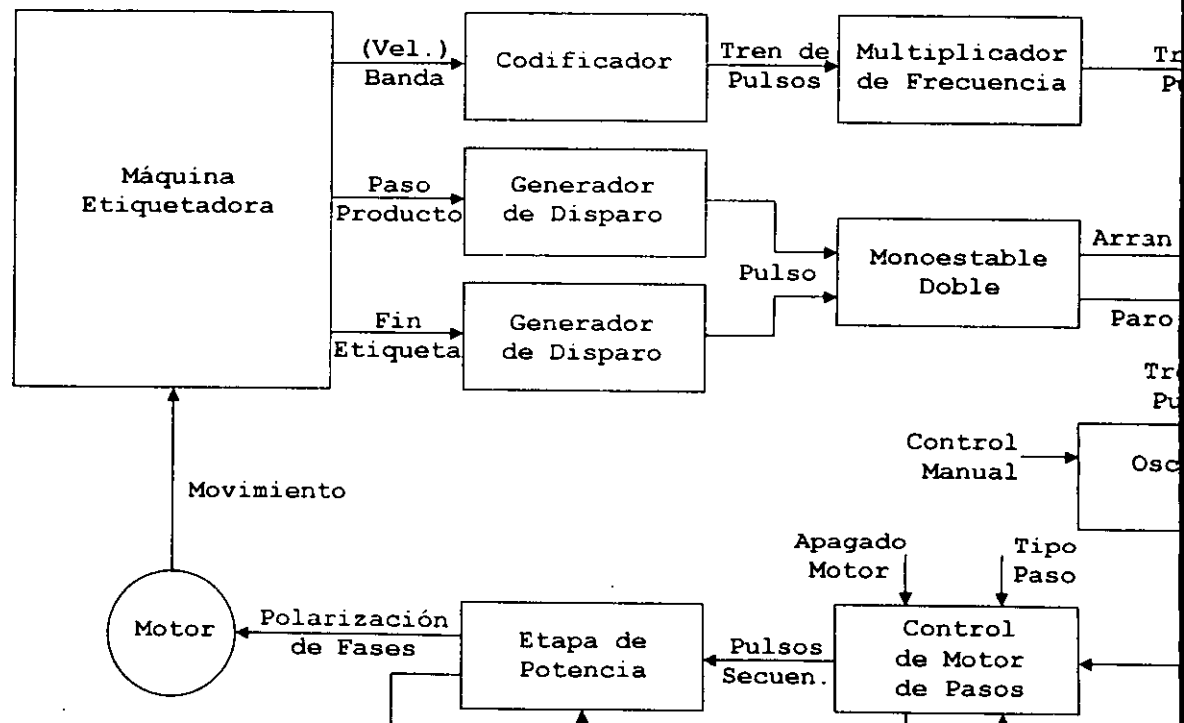 (Vel.)
Banda
Codificador
Tren de
Pulsos
Multiplicador
de Frecuencia
Máquina
Etiquetadora
Paso
Producto
Generador
de Disparo
Pulso
Monoestable
Doble
Arran
Paro
Fin
Etiqueta
Generador
de Disparo
Control
Manual
Osc
Movimiento
Apagado
Motor
Tipo
Paso
Motor
Polarización
de Fases
Etapa de
Potencia
Pulsos
Secuen.
Control
de Motor
de Pasos